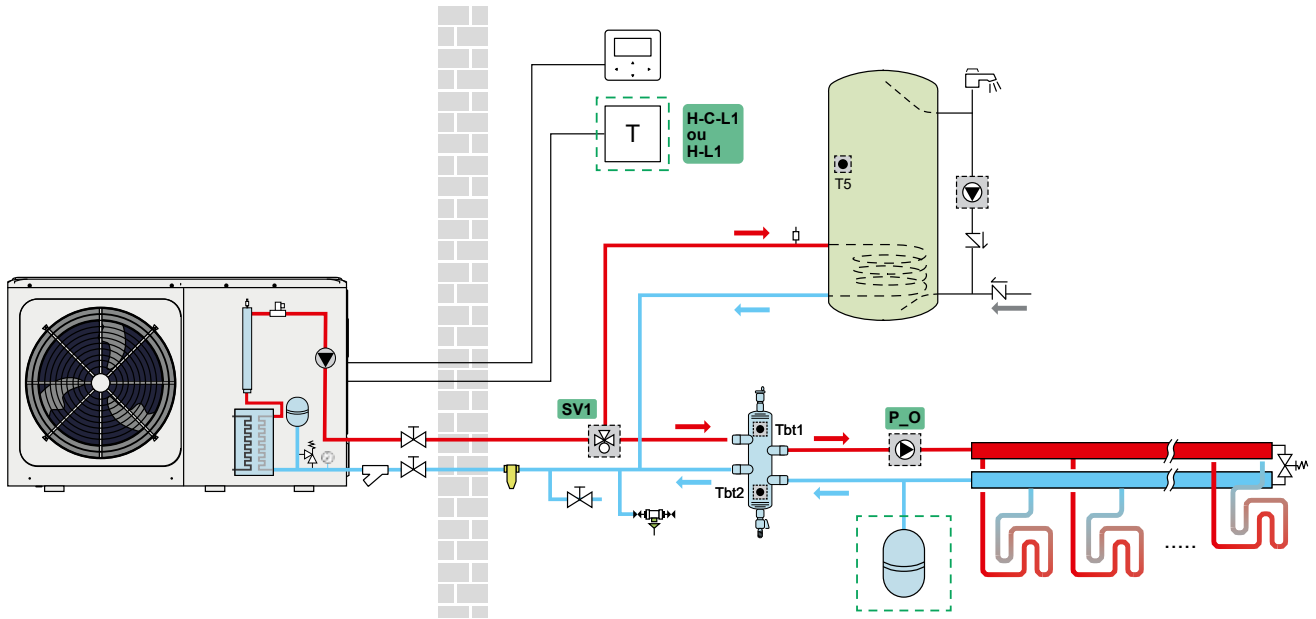 H-C-L1
ou
H-L1
T
T5
SV1
Tbt1
P_O
Tbt2
.....